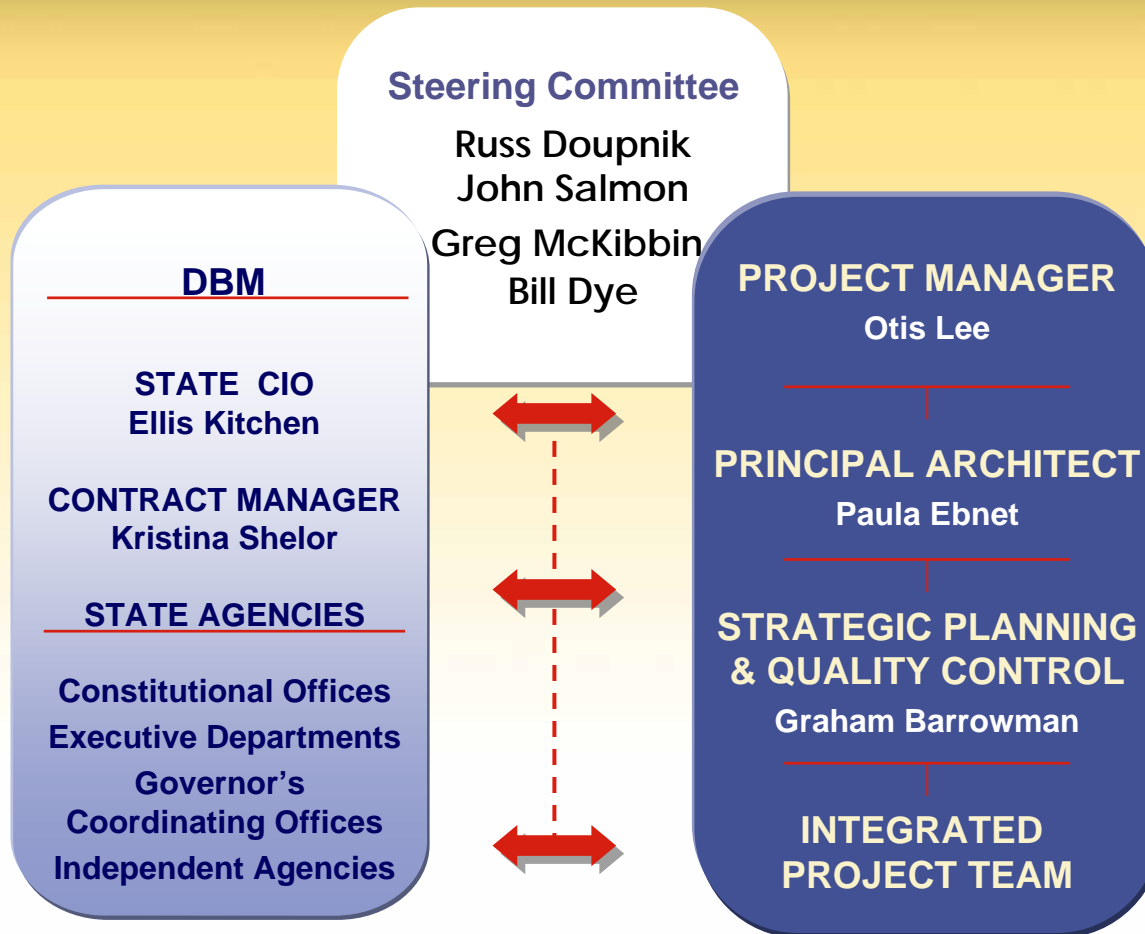 Steering Committee
Russ Doupnik
John Salmon
Greg McKibbin
Bill Dye
DBM
STATE CIO
Ellis Kitchen
CONTRACT MANAGER
Kristina Shelor
STATE AGENCIES
Constitutional Offices
Executive Departments
Governor's
Coordinating Offices
Independent Agencies
PROJECT MANAGER
Otis Lee
PRINCIPAL ARCHITECT
Paula Ebnet
STRATEGIC PLANNING
& QUALITY CONTROL
Graham Barrowman
INTEGRATED
PROJECT TEAM